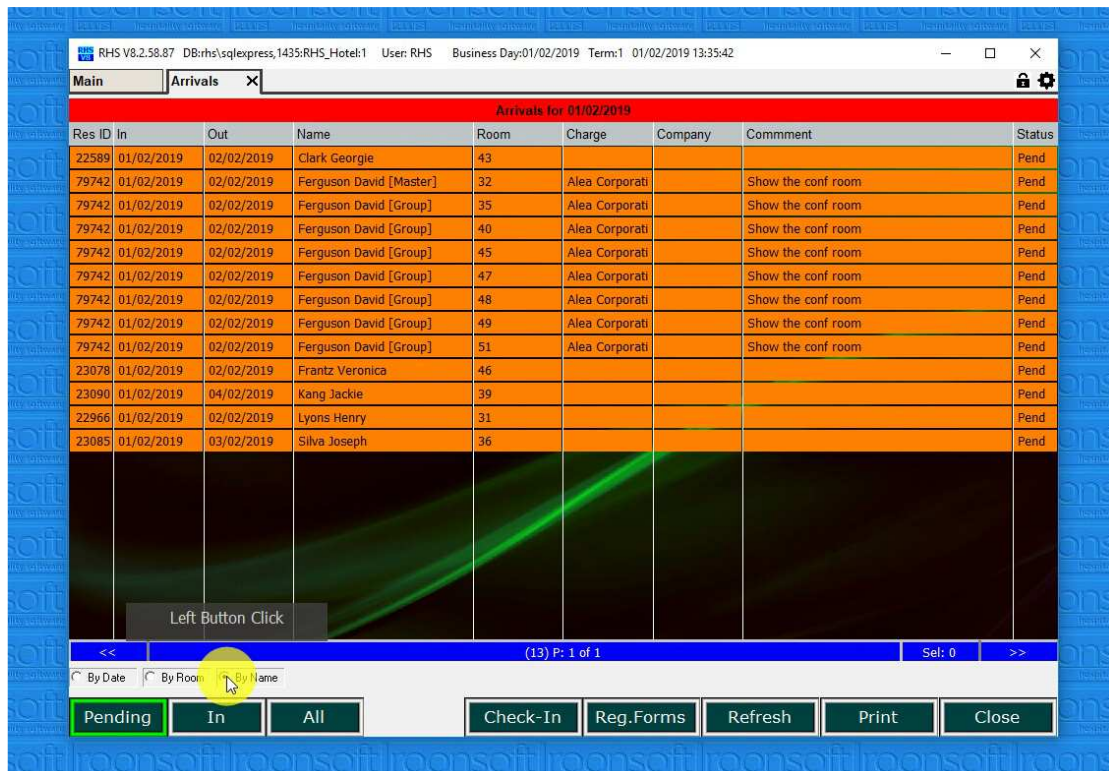 RHS V8.2.58.87 DB:rhs\sqlexpress,1435:RHS_Hotel:1 User: RHS Business Day:01/02/2019 Term:1 01/02/2019 13:35:42
Main Arrivals X
Arrivals for 01/02/2019
Res ID In Out Name Room Charge Company Commment Status
22589 01/02/2019 02/02/2019 Clark Georgie 43 Pend
79742 01/02/2019 02/02/2019 Ferguson David [Master] 32 Alea Corporati Show the conf room Pend
79742 01/02/2019 02/02/2019 Ferguson David [Group] 35 Alea Corporati Show the conf room Pend
79742 01/02/2019 02/02/2019 Ferguson David [Group] 40 Alea Corporati Show the conf room Pend
79742 01/02/2019 02/02/2019 Ferguson David [Group] 45 Alea Corporati Show the conf room Pend
79742 01/02/2019 02/02/2019 Ferguson David [Group] 47 Alea Corporati Show the conf room Pend
79742 01/02/2019 02/02/2019 Ferguson David [Group] 48 Alea Corporati Show the conf room Pend
79742 01/02/2019 02/02/2019 Ferguson David [Group] 49 Alea Corporati Show the conf room Pend
79742 01/02/2019 02/02/2019 Ferguson David [Group] 51 Alea Corporati Show the conf room Pend
23078 01/02/2019 02/02/2019 Frantz Veronica 46 Pend
23090 01/02/2019 04/02/2019 Kang Jackie 39 Pend
22966 01/02/2019 02/02/2019 Lyons Henry 31 Pend
23085 01/02/2019 03/02/2019 Silva Joseph 36 Pend
Left Button Click
<< (13) P: 1 of 1 Sel: 0 >>
By Date By Room By Name
Pending In All Check-In Reg.Forms Refresh Print Close